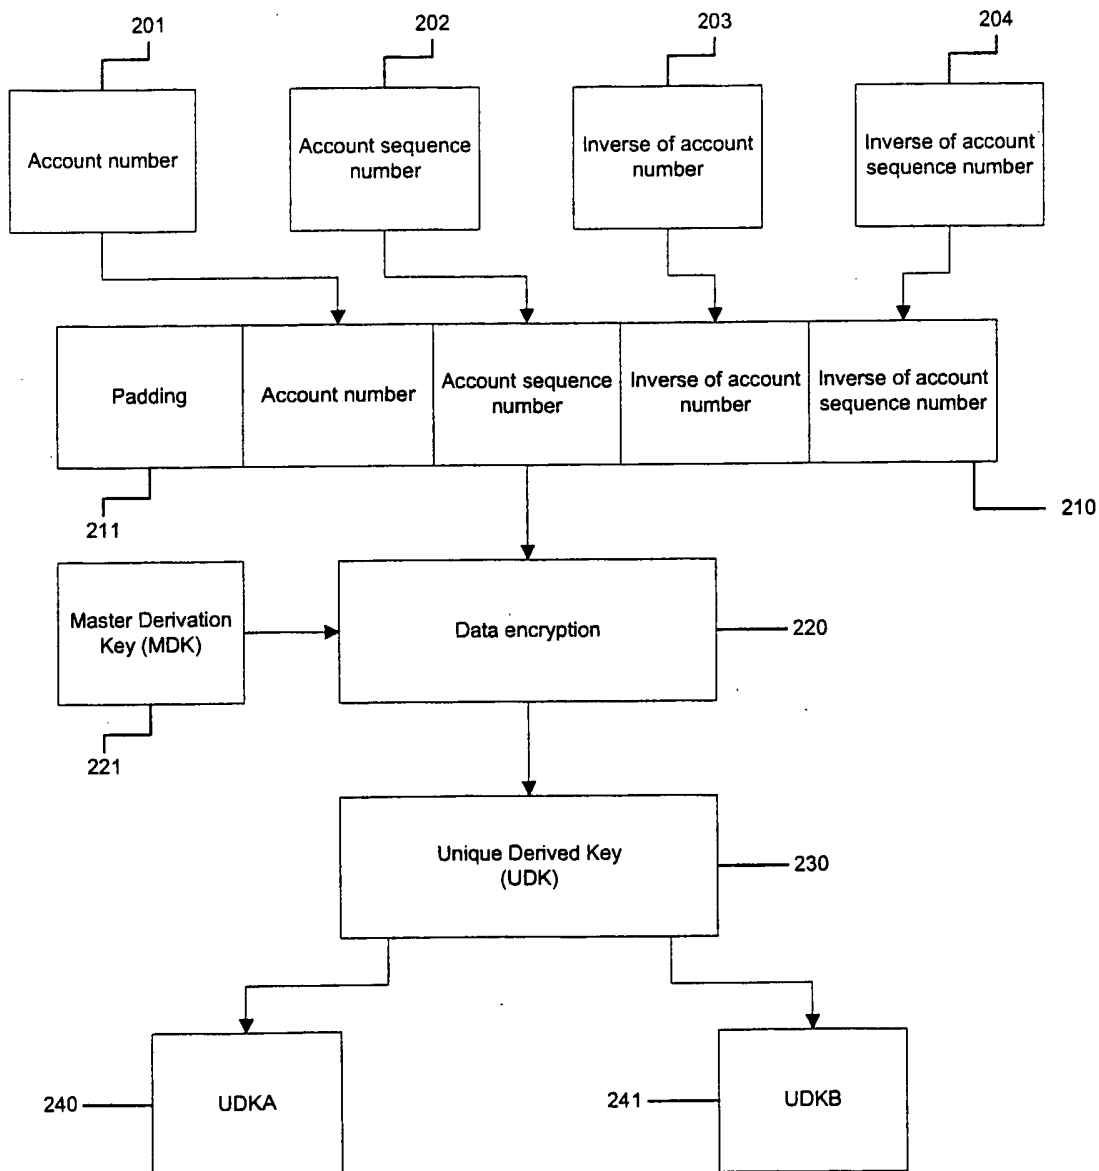 201
202
203
204
Account number
Account sequence
number
Inverse of account
number
Inverse of account
sequence number
Padding
Account number
Account sequence
number
Inverse of account
number
Inverse of account
sequence number
211
210
Master Derivation
Key (MDK)
Data encryption
220
221
Unique Derived Key
(UDK)
230
240
UDKA
241
UDKB